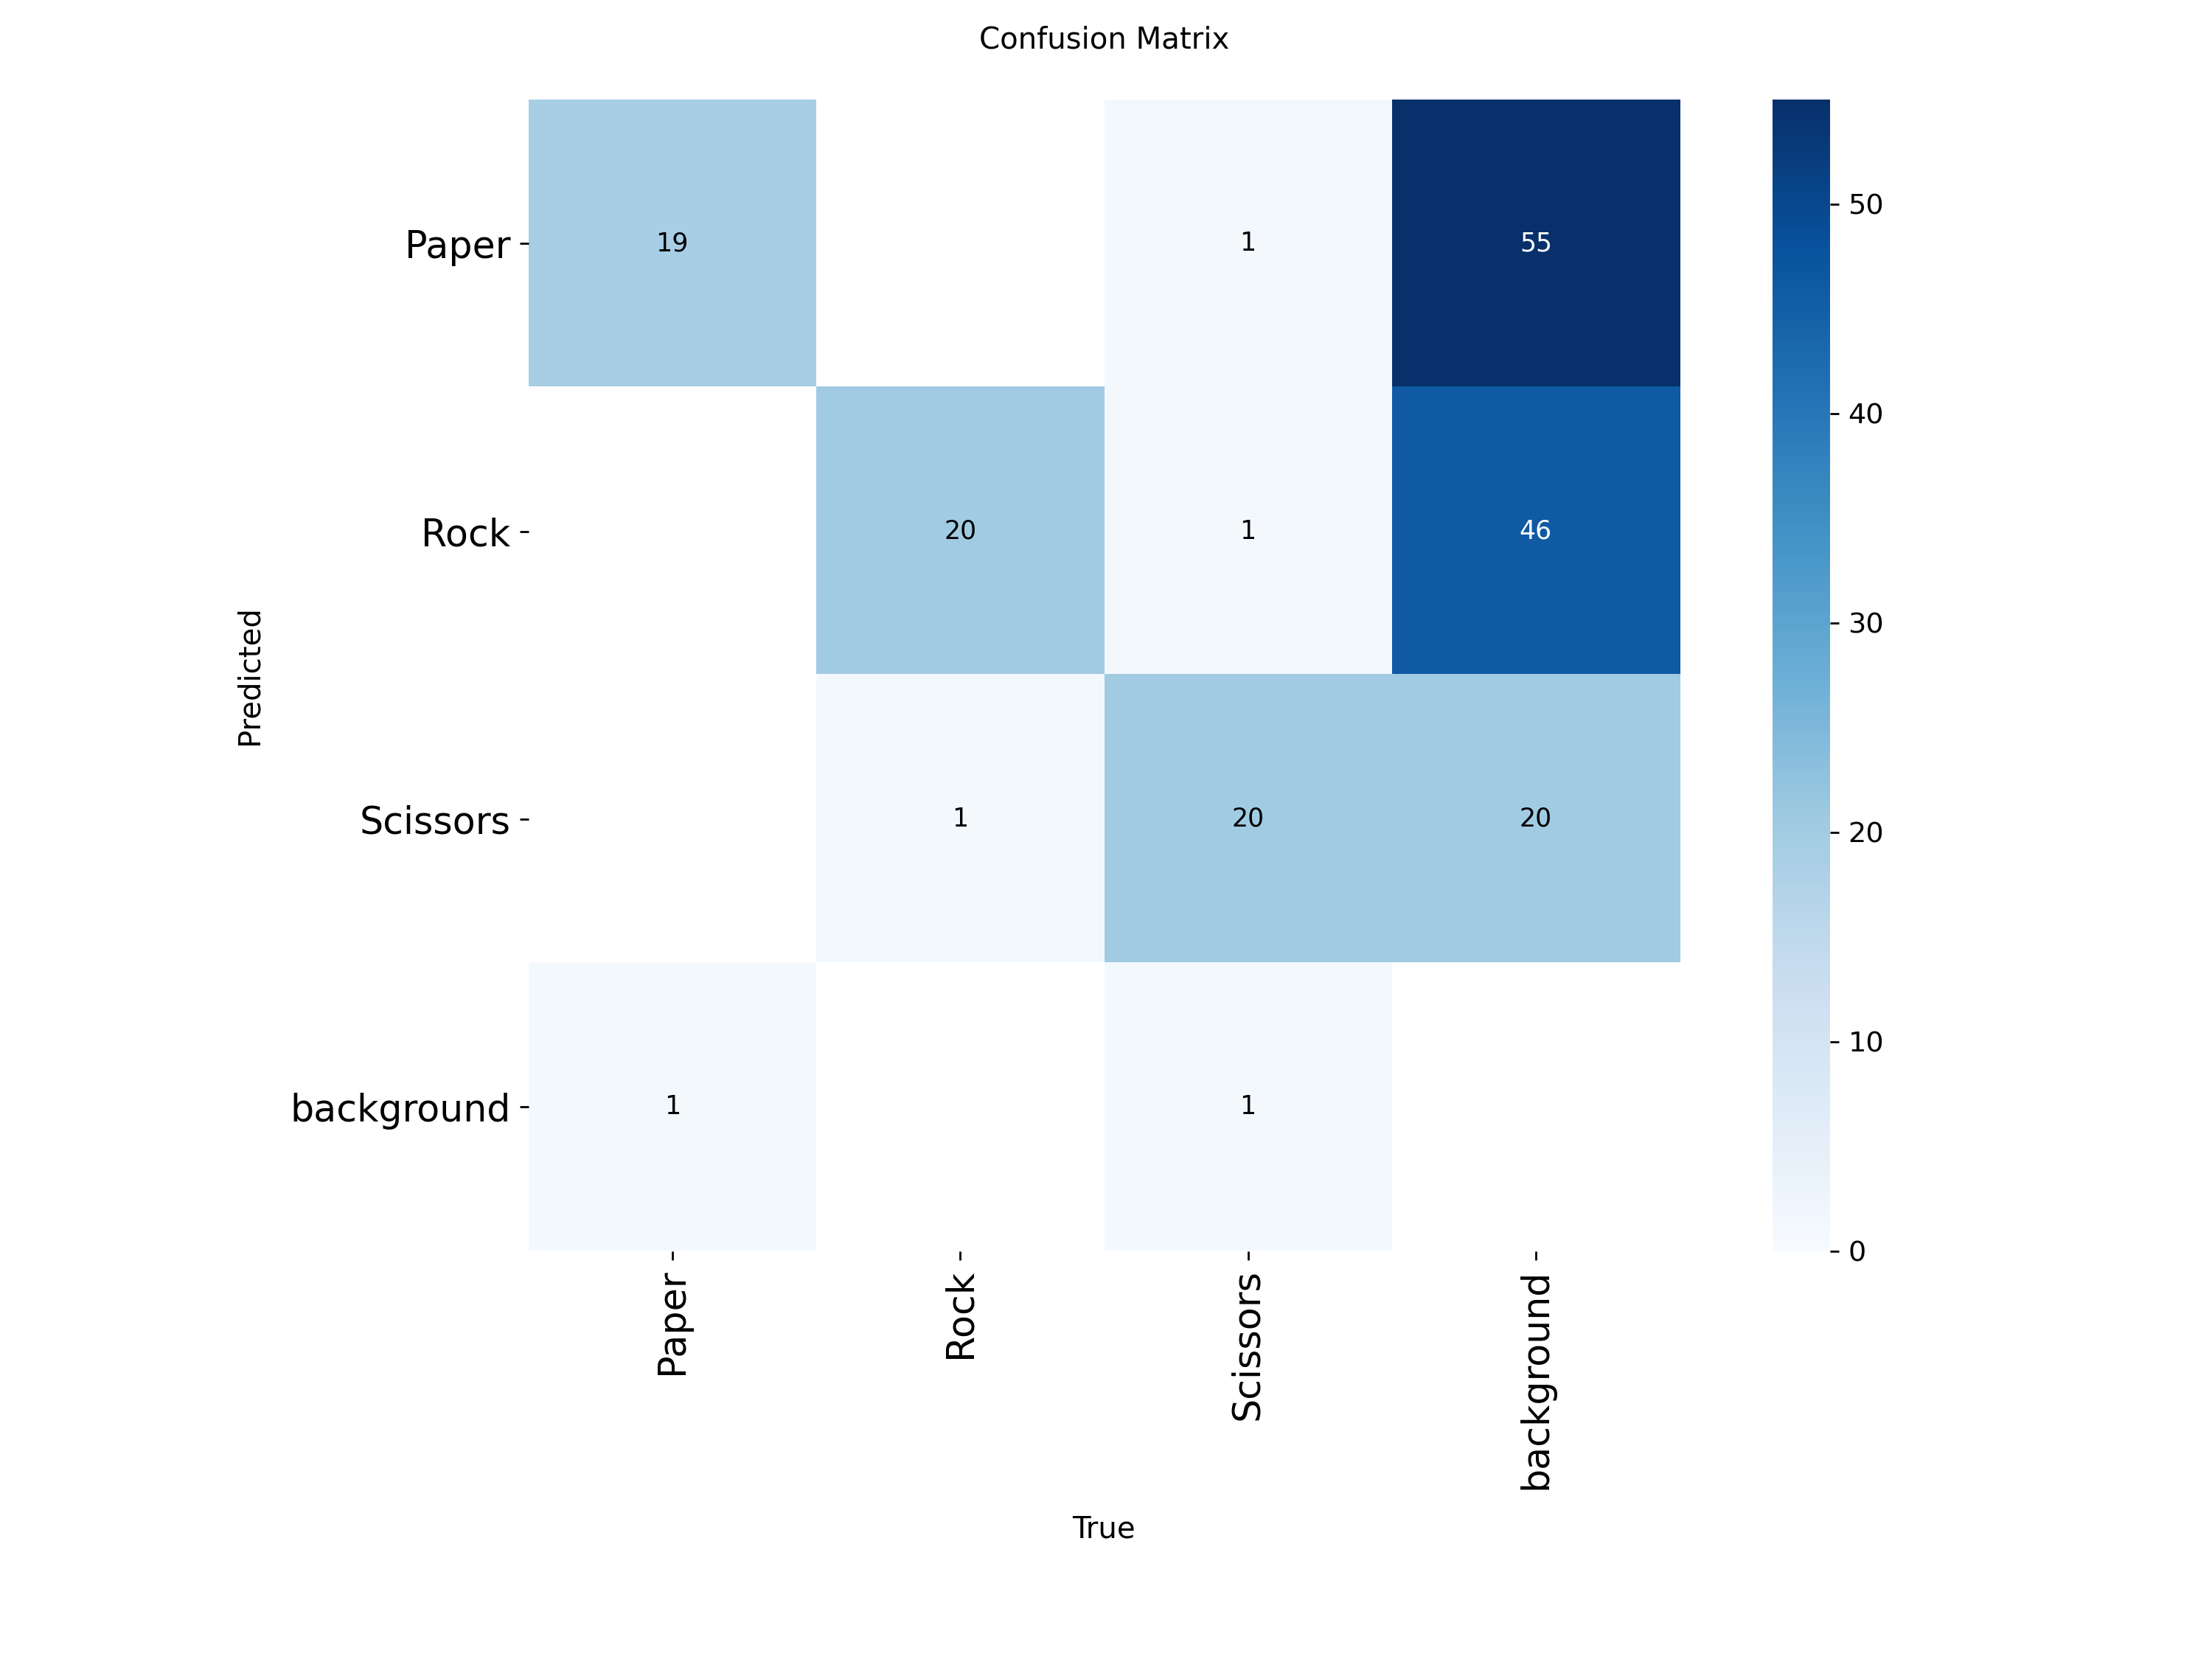 Confusion Matrix
Paper
19
1
55
50
40
Rock
20
1
46
30
Predicted
Scissors
1
20
20
20
10
background
1
1
0
Paper
Rock
Scissors
background
True